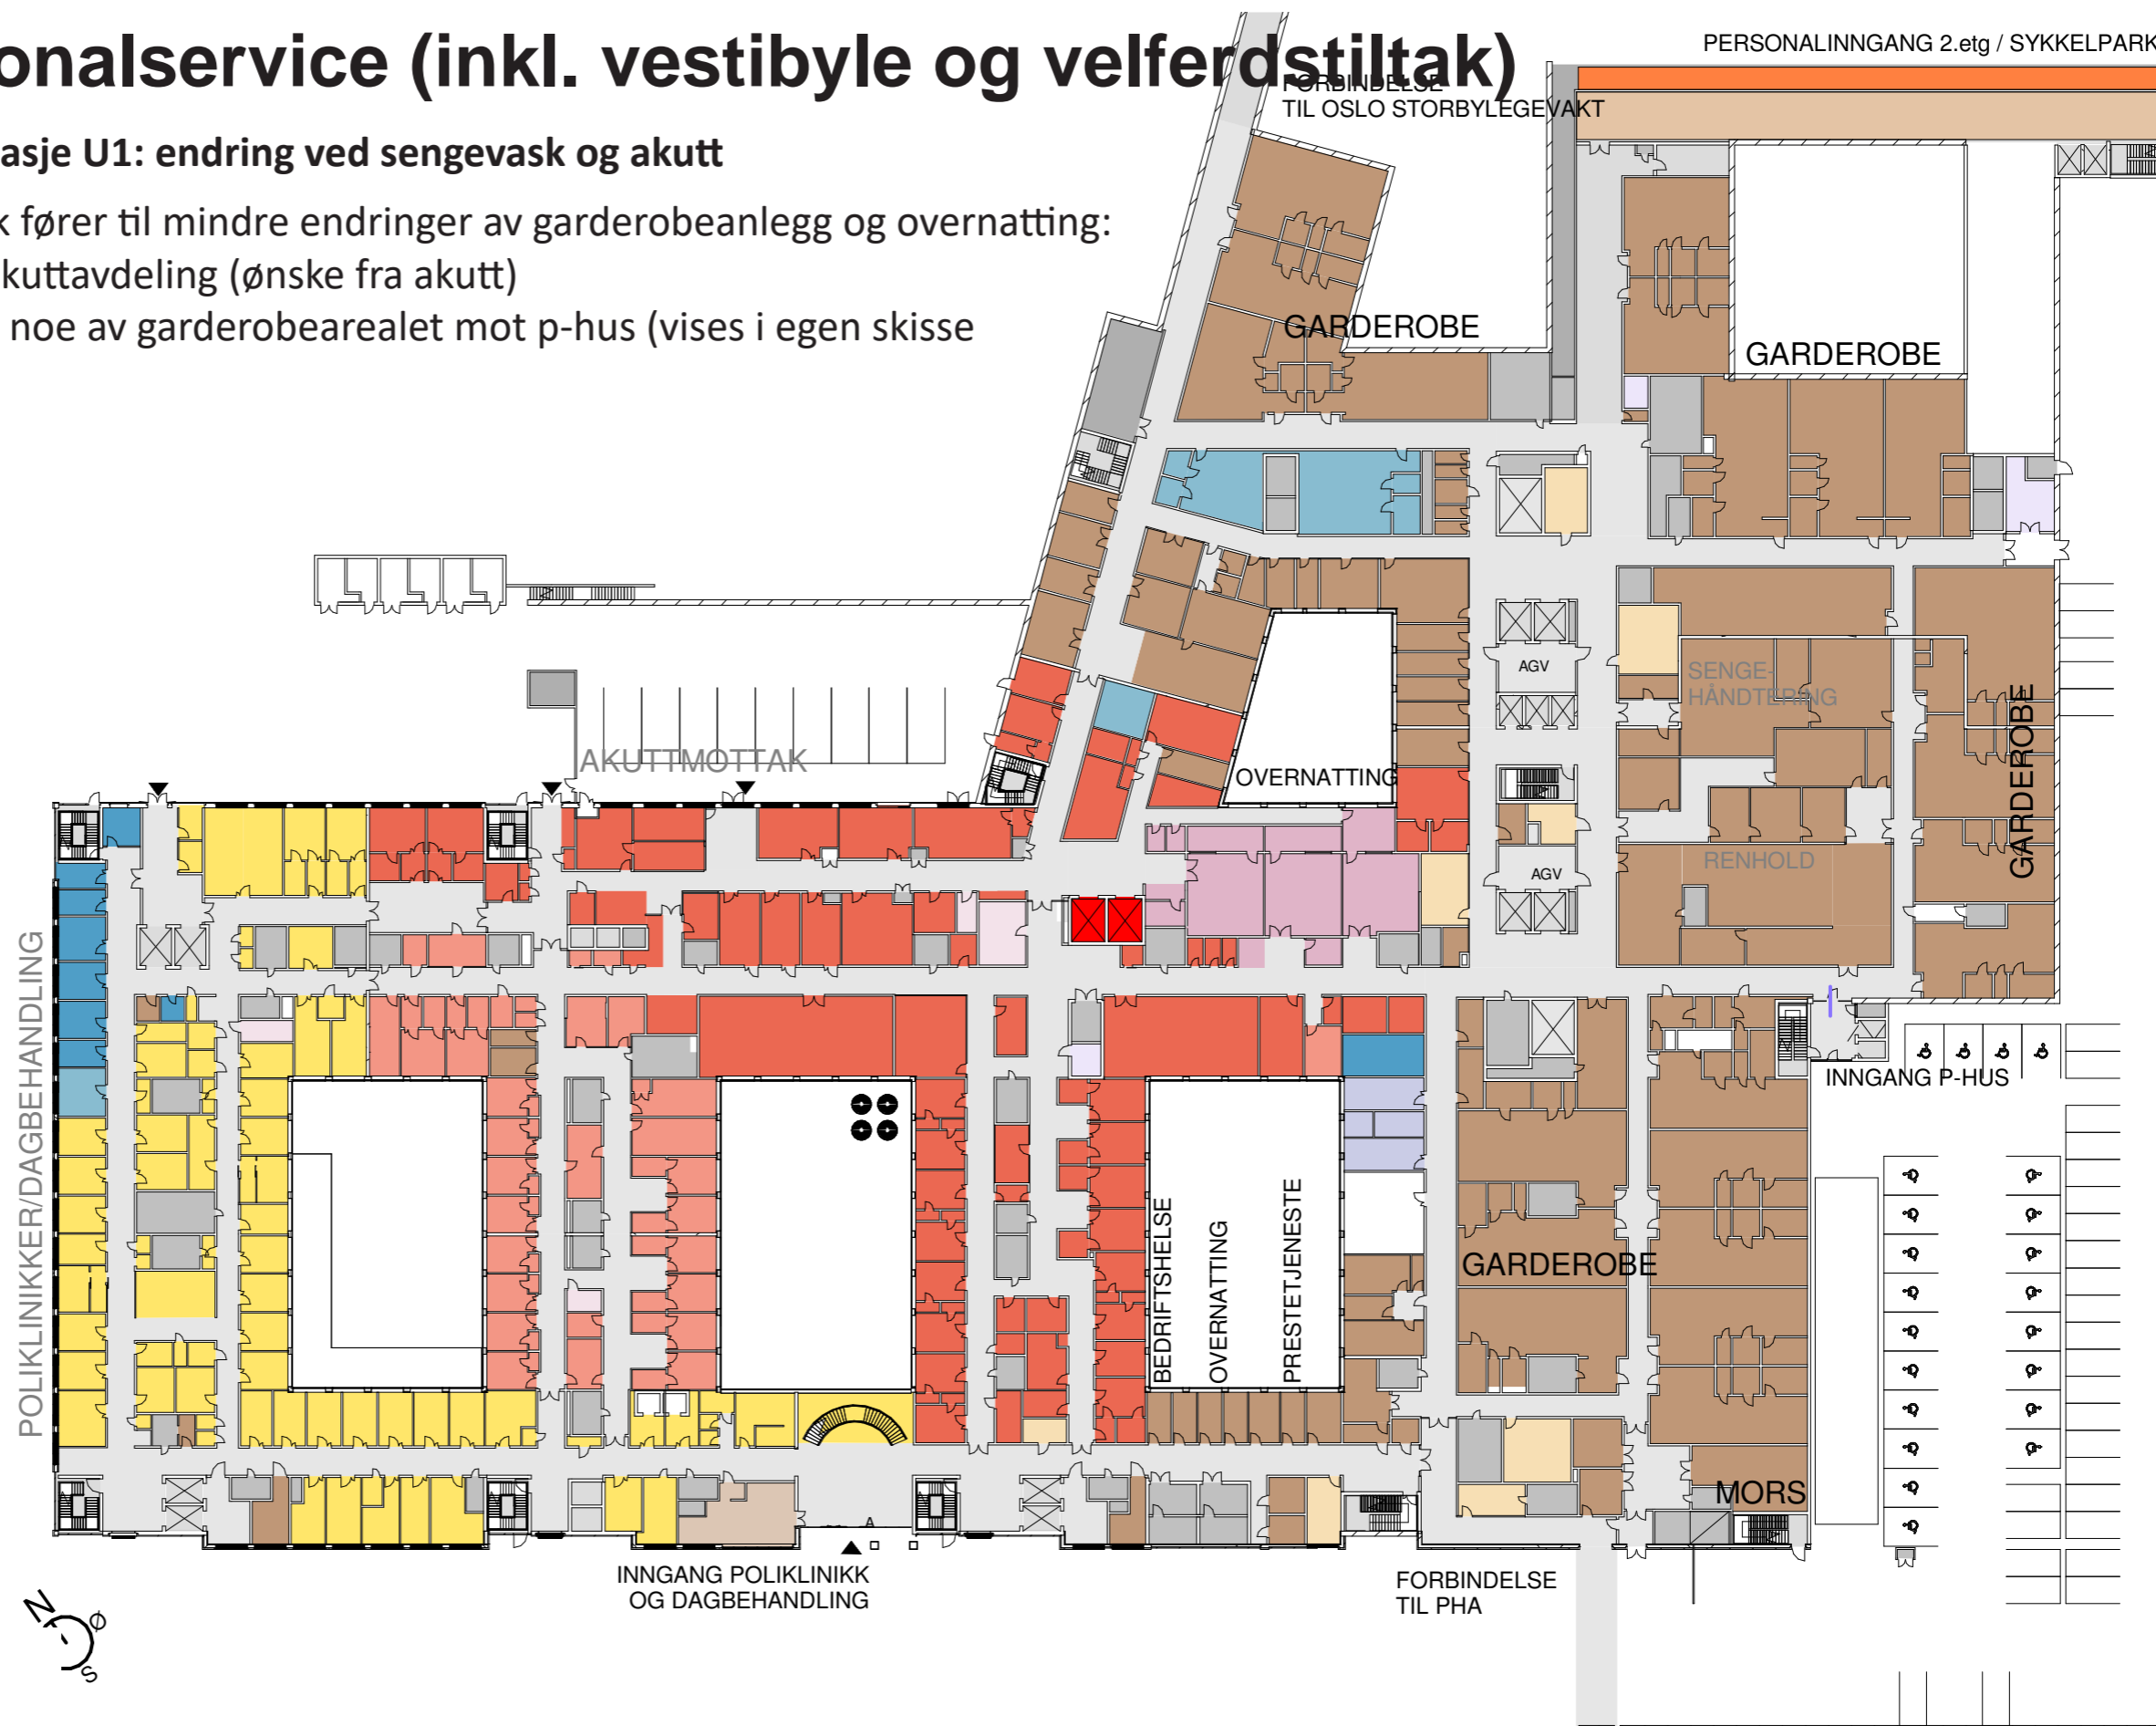 onalservice (inkl. vestibyle og velferdstiltak)
PERSONALINNGANG 2.etg / SYKKELPARK
FORBINDELSE
TIL OSLO STORBYLEGEVAKT
asje U1: endring ved sengevask og akutt
k fører til mindre endringer av garderobeanlegg og overnatting:
kuttavdeling (ønske fra akutt)
noe av garderobearealet mot p-hus (vises i egen skisse
GARDEROBE
GARDEROBE
AGV
SENGE-
HÅNDTERING
GARDEROBE
AKUTTMOTTAK
OVERNATTING
RENHOLD
AGV
POLIKLINIKKER/DAGBEHANDLING
INNGANG P-HUS
BEDRIFTSHELSE
OVERNATTING
PRESTETJENESTE
GARDEROBE
MORS
A
INNGANG POLIKLINIKK
OG DAGBEHANDLING
FORBINDELSE
TIL PHA
N
Ø
S